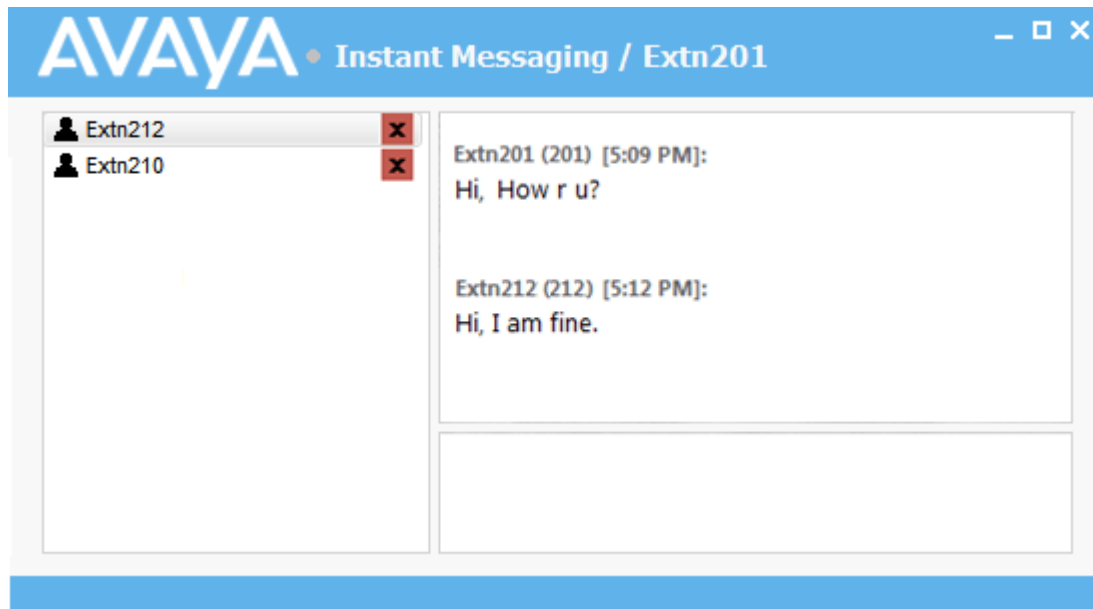 AVAYA • Instant Messaging / Extn201
Extn212
Extn210
Extn201 (201) [5:09 PM]:
Hi, How r u?
Extn212 (212) [5:12 PM]:
Hi, I am fine.